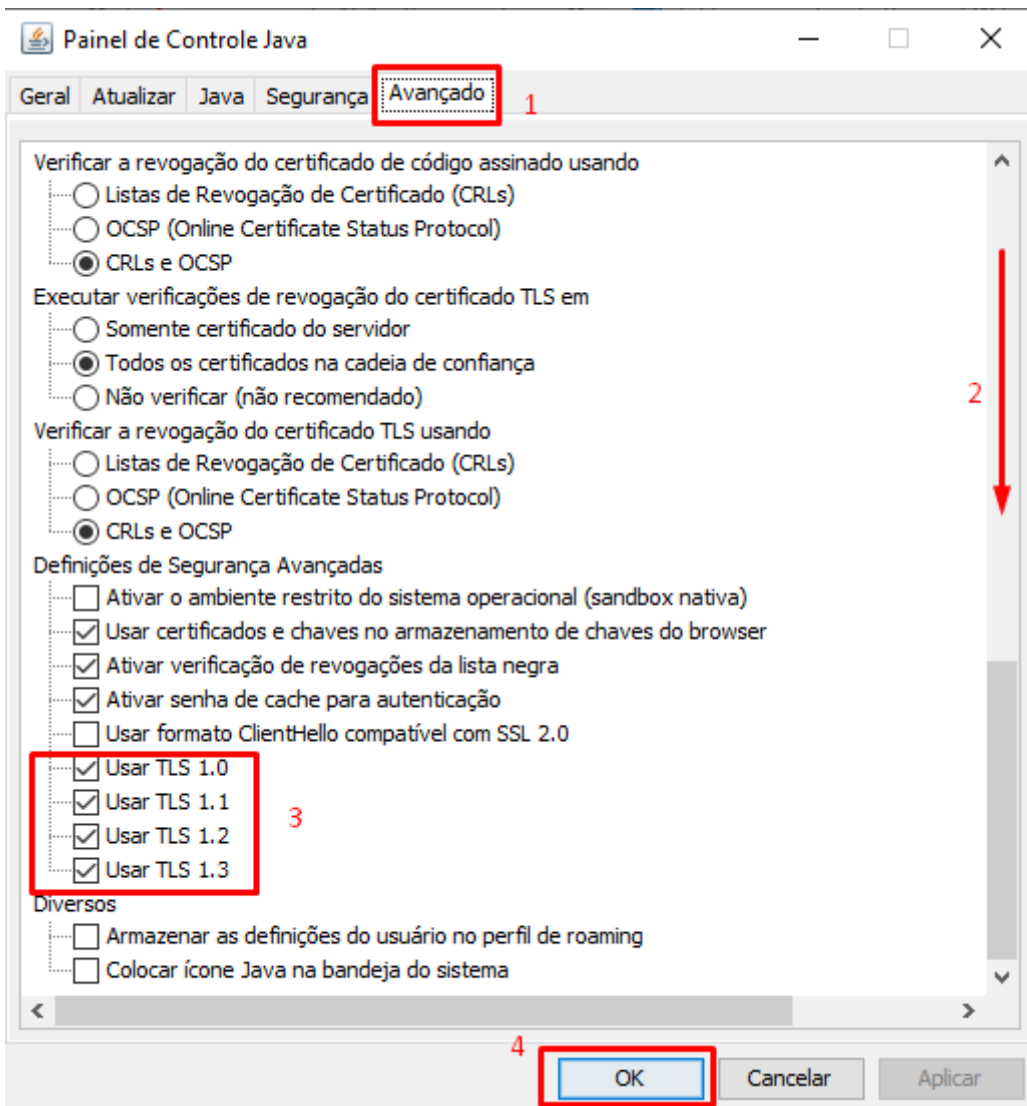 Painel de Controle Java
Geral Atualizar Java Segurança Avançado 1
Verificar a revogação do certificado de código assinado usando
Listas de Revogação de Certificado (CRLs)
OCSP (Online Certificate Status Protocol)
CRLs e OCSP
Executar verificações de revogação do certificado TLS em
Somente certificado do servidor
Todos os certificados na cadeia de confiança
Não verificar (não recomendado)
2
Verificar a revogação do certificado TLS usando
Listas de Revogação de Certificado (CRLs)
OCSP (Online Certificate Status Protocol)
CRLs e OCSP
Definições de Segurança Avançadas
Ativar o ambiente restrito do sistema operacional (sandbox nativa)
Usar certificados e chaves no armazenamento de chaves do browser
Ativar verificação de revogações da lista negra
Ativar senha de cache para autenticação
Usar formato ClientHello compatível com SSL 2.0
Usar TLS 1.0
Usar TLS 1.1
3
Usar TLS 1.2
Usar TLS 1.3
Diversos
Armazenar as definições do usuário no perfil de roaming
Colocar ícone Java na bandeja do sistema
4
OK Cancelar Aplicar